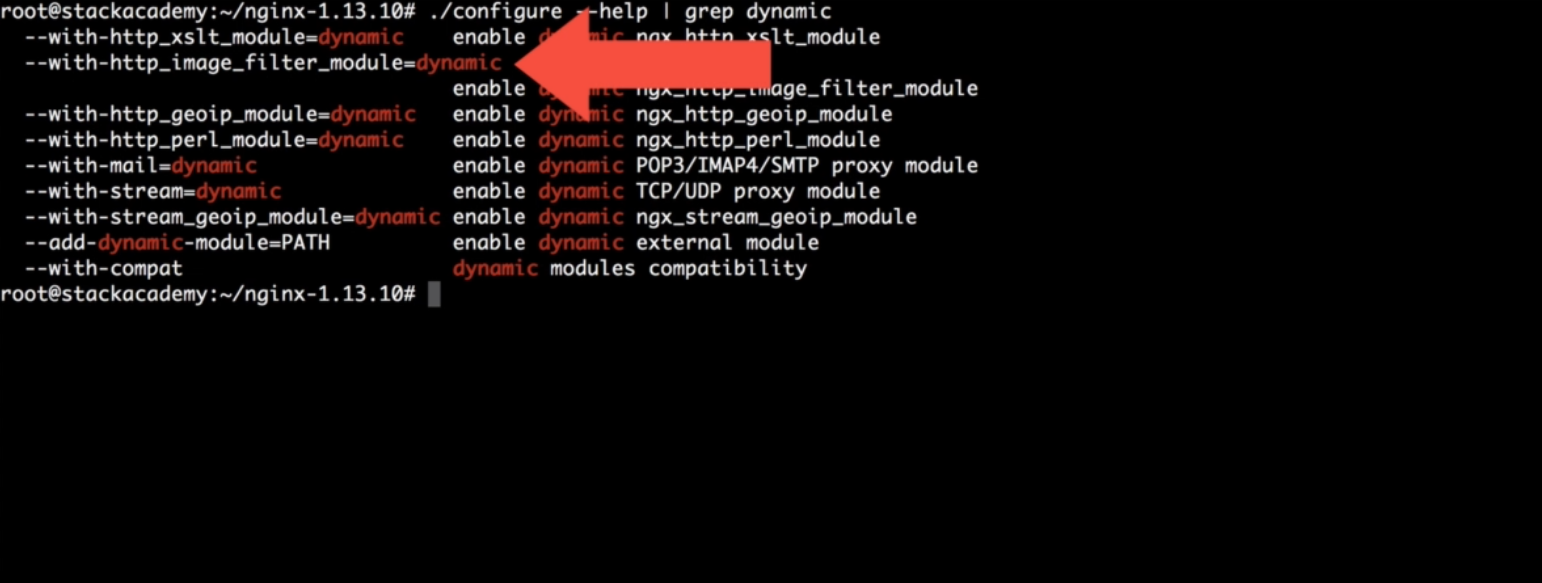 root@stackacademy:~/nginx-1.13.10# ./configure --help | grep dynamic
--with-http_xslt_module=dynamic enable dynamic ngx_http_xslt_module
--with-http_image_filter_module=dynamic
enable dynamic ngx_http_image_filter_module
--with-http_geoip_module=dynamic enable dynamic ngx_http_geoip_module
--with-http_perl_module=dynamic enable dynamic ngx_http_perl_module
--with-mail=dynamic enable dynamic POP3/IMAP4/SMTP proxy module
--with-stream=dynamic enable dynamic TCP/UDP proxy module
--with-stream_geoip_module=dynamic enable dynamic ngx_stream_geoip_module
--add-dynamic-module=PATH enable dynamic external module
--with-compat dynamic modules compatibility
root@stackacademy:~/nginx-1.13.10#